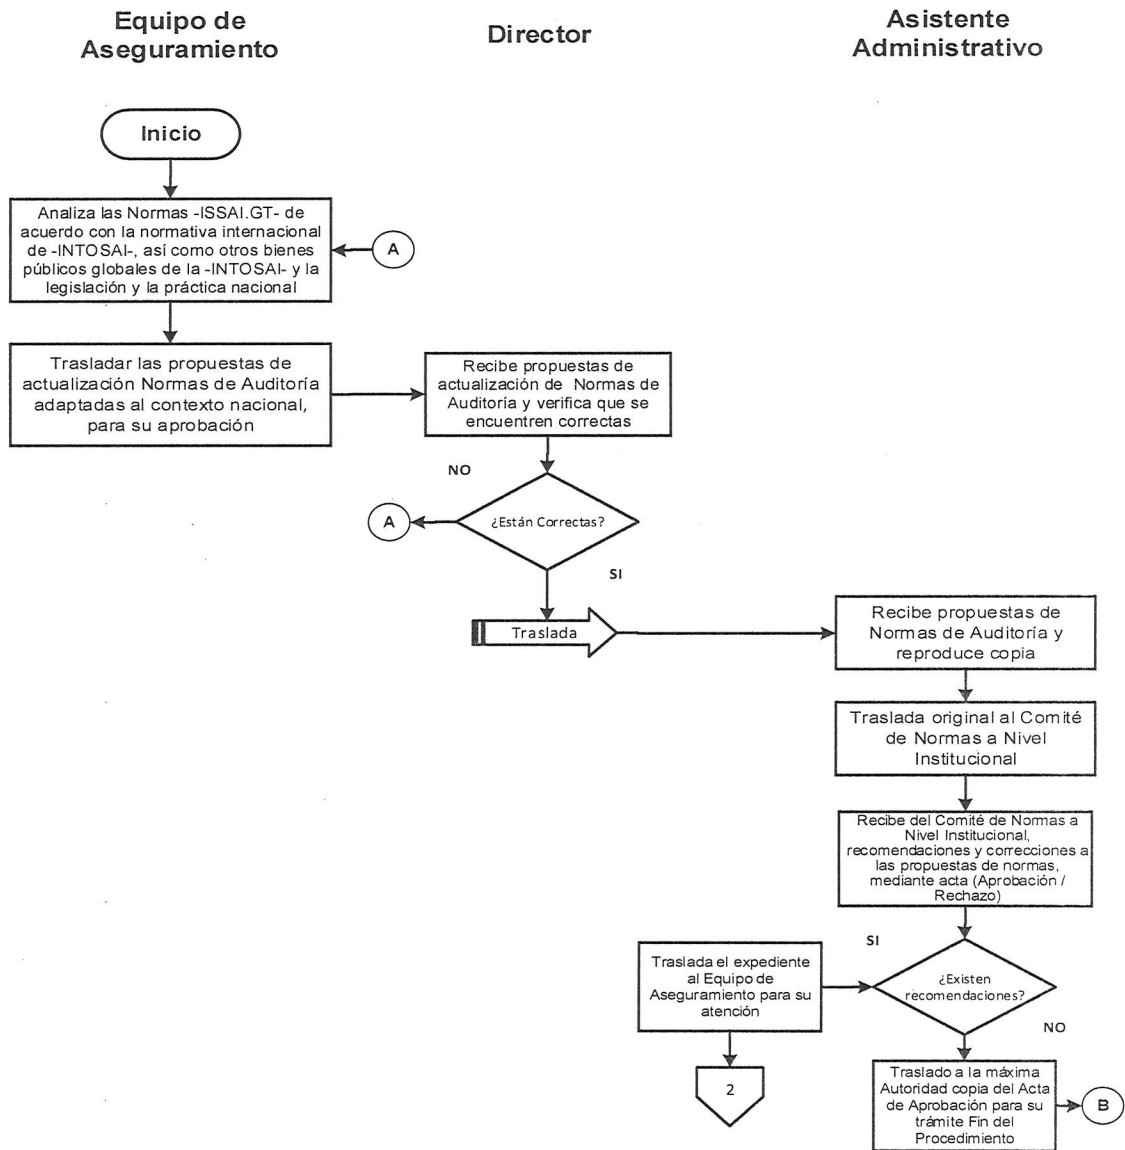 Equipo de
Aseguramiento
Director
Asistente
Administrativo
Inicio
Analiza las Normas -ISSAI.GT- de
acuerdo con la normativa internacional
de -INTOSAI-, así como otros bienes
públicos globales de la -INTOSAI- y la
legislación y la práctica nacional
A
Trasladar las propuestas de
actualización Normas de Auditoría
adaptadas al contexto nacional,
para su aprobación
Recibe propuestas de
actualización de Normas de
Auditoría y verifica que se
encuentren correctas
NO
¿Están Correctas?
A
SI
Traslada
Recibe propuestas de
Normas de Auditoría y
reproduce copia
Traslada original al Comité
de Normas a Nivel
Institucional
Recibe del Comité de Normas a
Nivel Institucional,
recomendaciones y correcciones a
las propuestas de normas,
mediante acta (Aprobación /
Rechazo)
SI
¿Existen
recomendaciones?
Traslada el expediente
al Equipo de
Aseguramiento para su
atención
2
NO
Traslado a la máxima
Autoridad copia del Acta
de Aprobación para su
trámite Fin del
Procedimiento
B